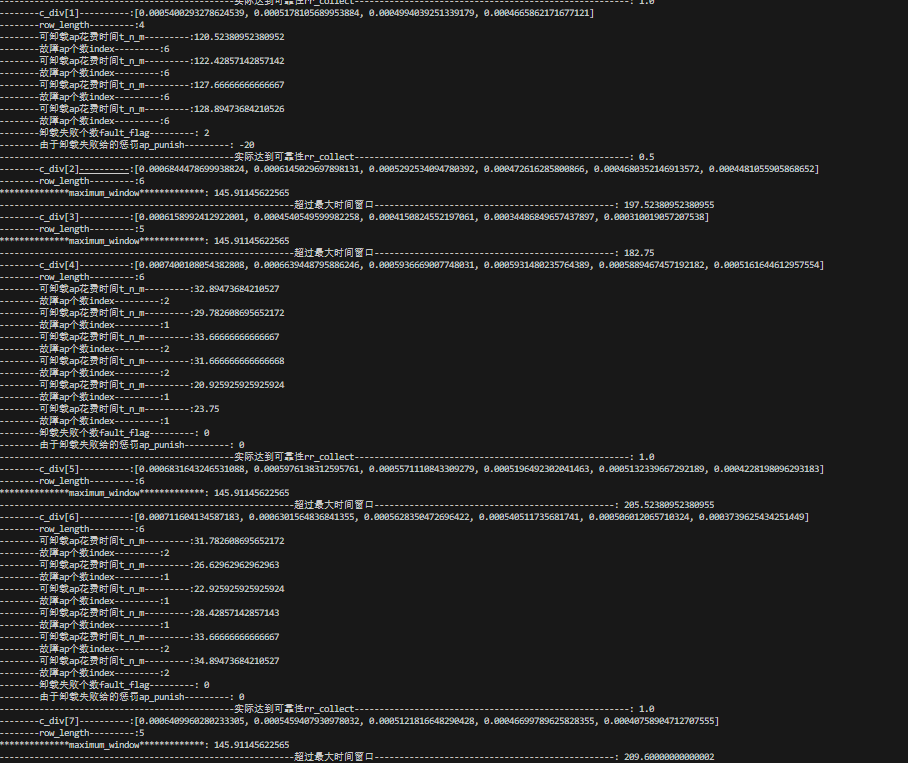 ----------------------------------------实际达到可靠性rr_collect----------------------------------------------: 1.0
--------c_div[1]----------:[0.0005400293278624539, 0.0005178105689953884, 0.0004994039251339179, 0.0004665862171677121]
--------row_length---------:4
--------可卸载ap花费时间t_n_m---------:120.52380952380952
--------故障ap个数index---------:6
--------可卸载ap花费时间t_n_m---------:122.42857142857142
--------故障ap个数index---------:6
--------可卸载ap花费时间t_n_m---------:127.66666666666667
--------故障ap个数index---------:6
--------可卸载ap花费时间t_n_m---------:128.89473684210526
--------故障ap个数index---------:6
--------卸载失败个数fault_flag---------: 2
--------由于卸载失败给的惩罚ap_punish---------: -20
----------------------------------------实际达到可靠性rr_collect----------------------------------------------: 0.5
--------c_div[2]----------:[0.0006844478699938824, 0.0006145029697898131, 0.0005292534094780392, 0.000472616285800866, 0.0004680352146913572, 0.0004481055905868652]
--------row_length---------:6
**************maximum_window*************: 145.91145622565
--------------------------------------------------超过最大时间窗口----------------------------------------: 197.52380952380955
--------c_div[3]----------:[0.0006158992412922001, 0.0004540549599982258, 0.0004150824552197061, 0.00034486849657437897, 0.000310019057207538]
--------row_length---------:5
**************maximum_window*************: 145.91145622565
--------------------------------------------------超过最大时间窗口----------------------------------------: 182.75
--------c_div[4]----------:[0.0007400108054382808, 0.0006639448795886246, 0.0005936669007748031, 0.0005931480235764389, 0.0005889467457192182, 0.0005161644612957554]
--------row_length---------:6
--------可卸载ap花费时间t_n_m---------:32.89473684210527
--------故障ap个数index---------:2
--------可卸载ap花费时间t_n_m---------:29.782608695652172
--------故障ap个数index---------:1
--------可卸载ap花费时间t_n_m---------:33.66666666666667
--------故障ap个数index---------:2
--------可卸载ap花费时间t_n_m---------:31.666666666666668
--------故障ap个数index---------:2
--------可卸载ap花费时间t_n_m---------:20.925925925925924
--------故障ap个数index---------:1
--------可卸载ap花费时间t_n_m---------:23.75
--------故障ap个数index---------:1
--------卸载失败个数fault_flag---------: 0
--------由于卸载失败给的惩罚ap_punish---------: 0
----------------------------------------实际达到可靠性rr_collect----------------------------------------------: 1.0
--------c_div[5]----------:[0.0006831643246531088, 0.0005976138312595761, 0.0005571110843309279, 0.0005196492302041463, 0.0005132339667292189, 0.0004228198096293183]
--------row_length---------:6
**************maximum_window*************: 145.91145622565
--------------------------------------------------超过最大时间窗口----------------------------------------: 205.52380952380955
--------c_div[6]----------:[0.000711604134587183, 0.0006301564836841355, 0.0005628350472696422, 0.000540511735681741, 0.000506012065710324, 0.0003739625434251449]
--------row_length---------:6
--------可卸载ap花费时间t_n_m---------:31.782608695652172
--------故障ap个数index---------:2
--------可卸载ap花费时间t_n_m---------:26.62962962962963
--------故障ap个数index---------:1
--------可卸载ap花费时间t_n_m---------:22.925925925925924
--------故障ap个数index---------:1
--------可卸载ap花费时间t_n_m---------:28.42857142857143
--------故障ap个数index---------:1
--------可卸载ap花费时间t_n_m---------:33.66666666666667
--------故障ap个数index---------:2
--------可卸载ap花费时间t_n_m---------:34.89473684210527
--------故障ap个数index---------:2
--------卸载失败个数fault_flag---------: 0
--------由于卸载失败给的惩罚ap_punish---------: 0
----------------------------------------实际达到可靠性rr_collect----------------------------------------------: 1.0
--------c_div[7]----------:[0.0006409960280233305, 0.0005459407930978032, 0.0005121816648290428, 0.00046699789625828355, 0.00040758904712707555]
--------row_length---------:5
**************maximum_window*************: 145.91145622565
--------------------------------------------------超过最大时间窗口----------------------------------------: 209.60000000000002